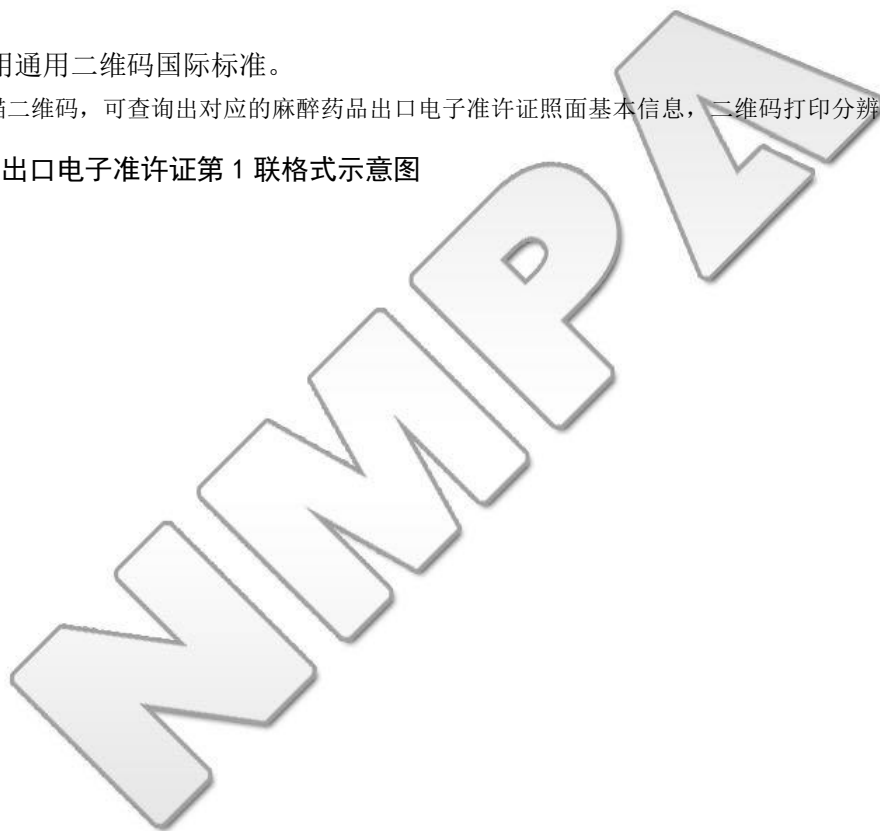 用通用二维码国际标准。
描二维码，可查询出对应的麻醉药品出口电子准许证照面基本信息，二维码打印分辨
出口电子准许证第 1 联格式示意图
NMPA